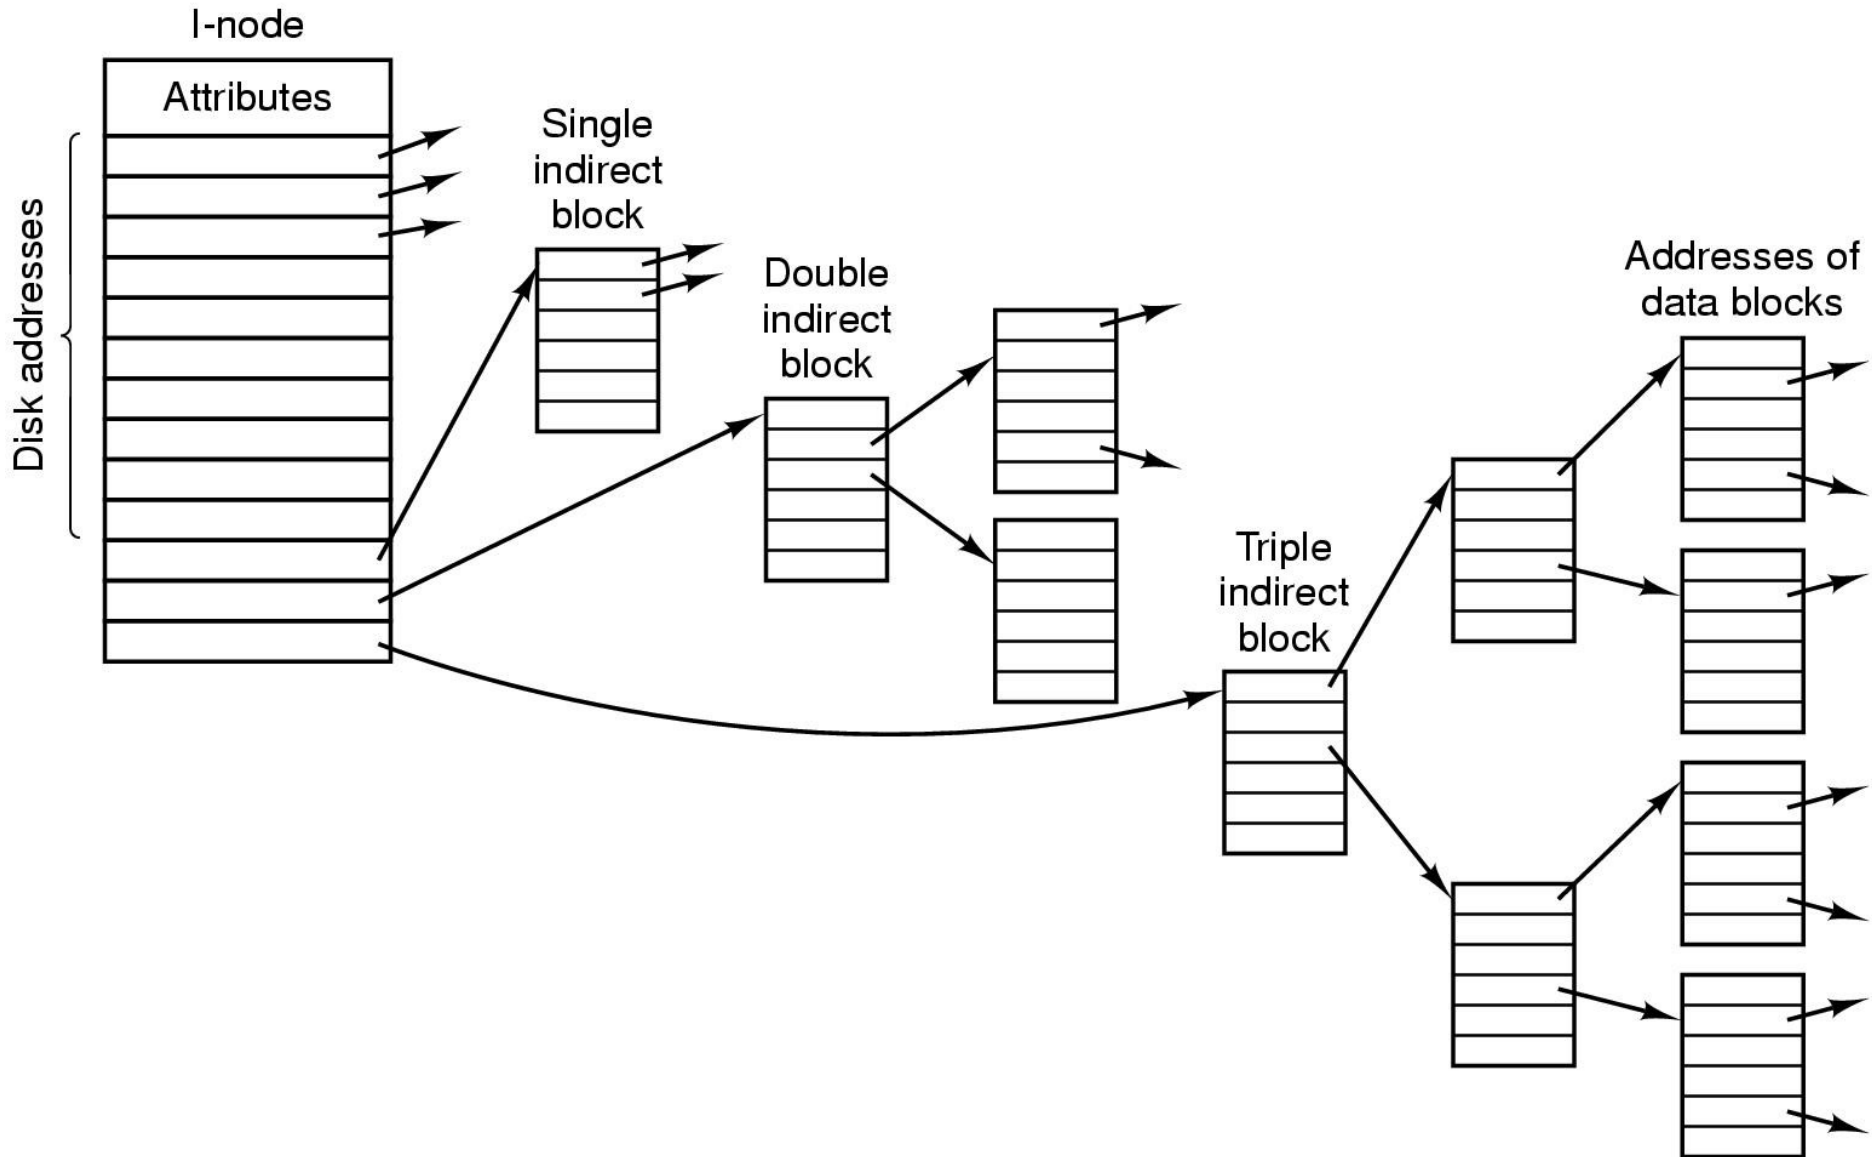 I-node
Attributes
Disk addresses
Single
indirect
block
Double
indirect
block
Triple
indirect
block
Addresses of
data blocks